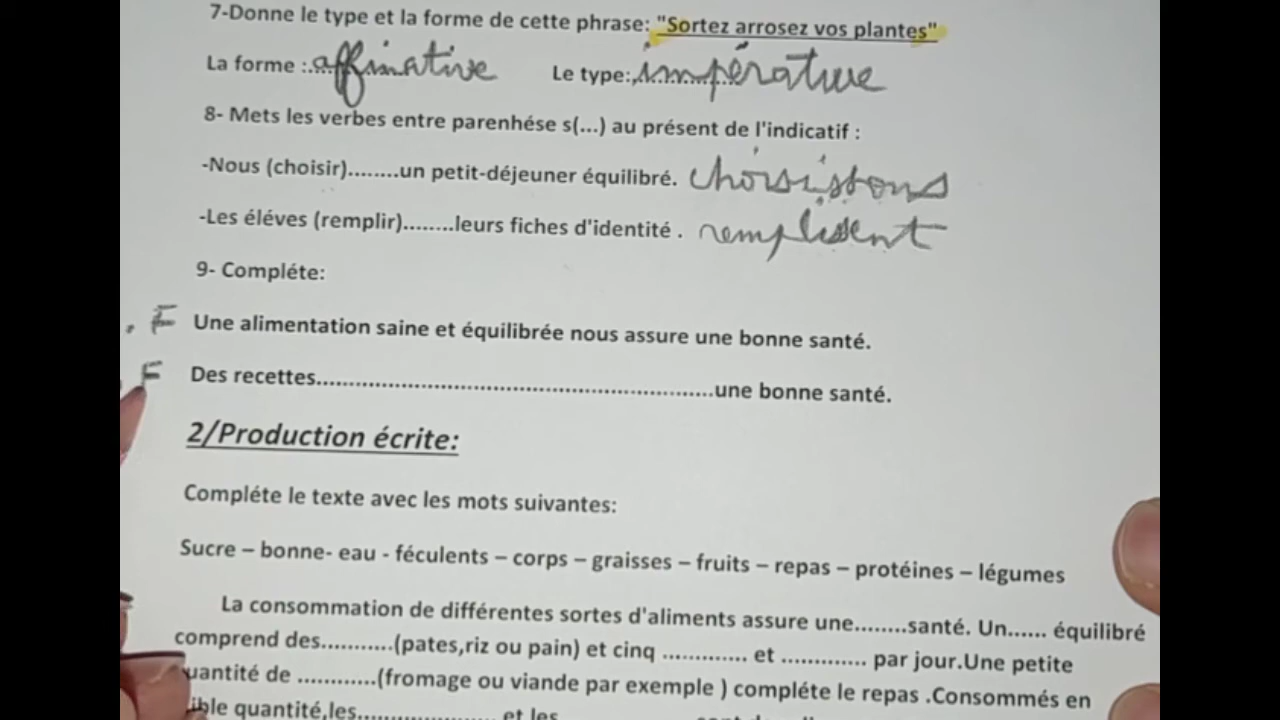 7-Donne le type et la forme de cette phrase: "Sortez arrosez vos plantes"
La forme :...affimative Le type:...impérative
8- Mets les verbes entre parenhése s(...) au présent de l'indicatif :
-Nous (choisir)........un petit-déjeuner équilibré. choisissons
-Les éléves (remplir)........leurs fiches d'identité . remplissent
9- Compléte:
. F Une alimentation saine et équilibrée nous assure une bonne santé.
F Des recettes............................................................une bonne santé.
2/Production écrite:
Compléte le texte avec les mots suivantes:
Sucre – bonne- eau - féculents – corps – graisses – fruits – repas – protéines – légumes
La consommation de différentes sortes d'aliments assure une........santé. Un...... équilibré
comprend des...........(pates,riz ou pain) et cinq ............. et ............. par jour.Une petite
uantité de ............(fromage ou viande par exemple ) compléte le repas .Consommés en
ible quantité,les..................... et les